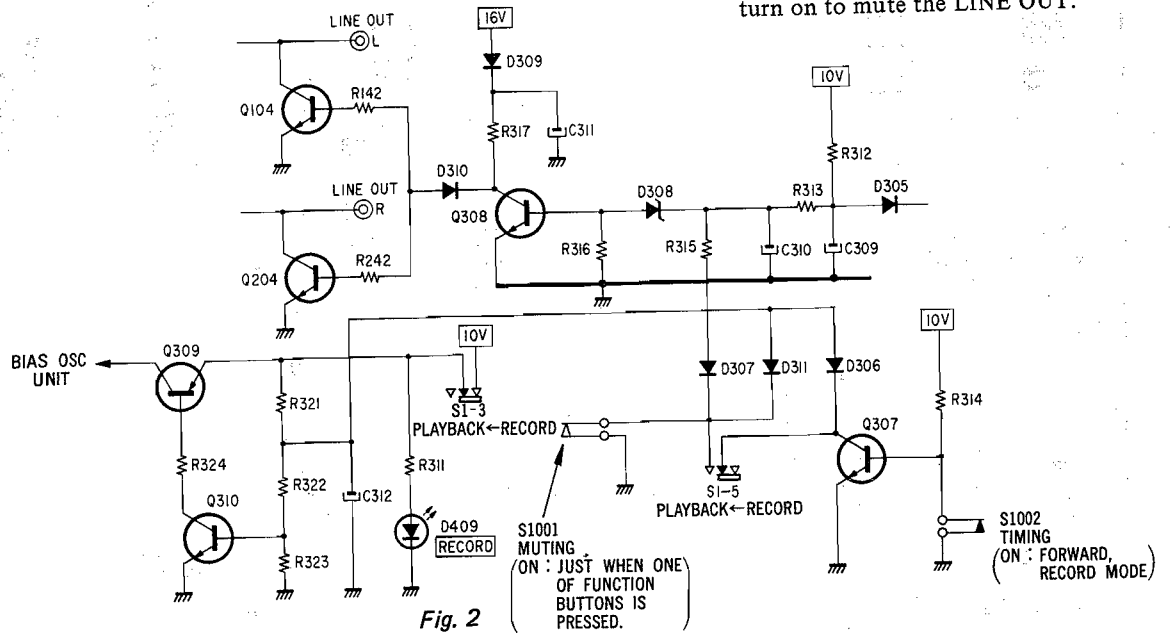 turn on to mute the LINE OUT.
LINE OUT
L
16V
D309
10V
Q104
R142
R317
C311
R312
D310
D308
R313
D305
LINE OUT
R
Q308
R316
R315
C310
C309
Q204
R242
10V
10V
Q309
BIAS OSC
UNIT
R321
S1-3
PLAYBACK←RECORD
D307
D311
D306
R314
Q307
R324
R322
C312
R311
Q310
R323
D409
RECORD
S1001
MUTING
(ON : JUST WHEN ONE
OF FUNCTION
BUTTONS IS
PRESSED.)
S1-5
PLAYBACK←RECORD
S1002
TIMING
(ON : FORWARD,
RECORD MODE)
Fig. 2